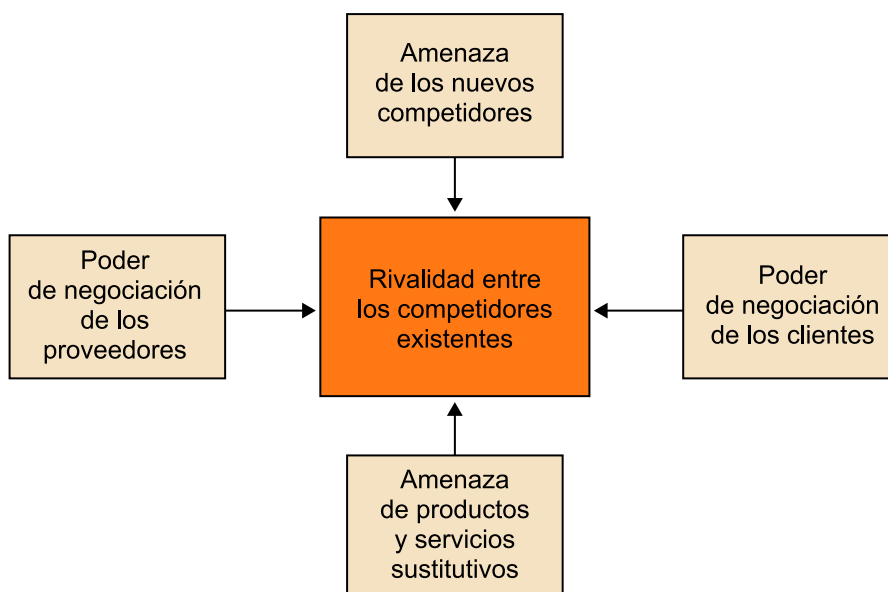 Amenaza
de los nuevos
competidores
Poder
de negociación
de los
proveedores
Rivalidad entre
los competidores
existentes
Poder
de negociación
de los clientes
Amenaza
de productos
y servicios
sustitutivos